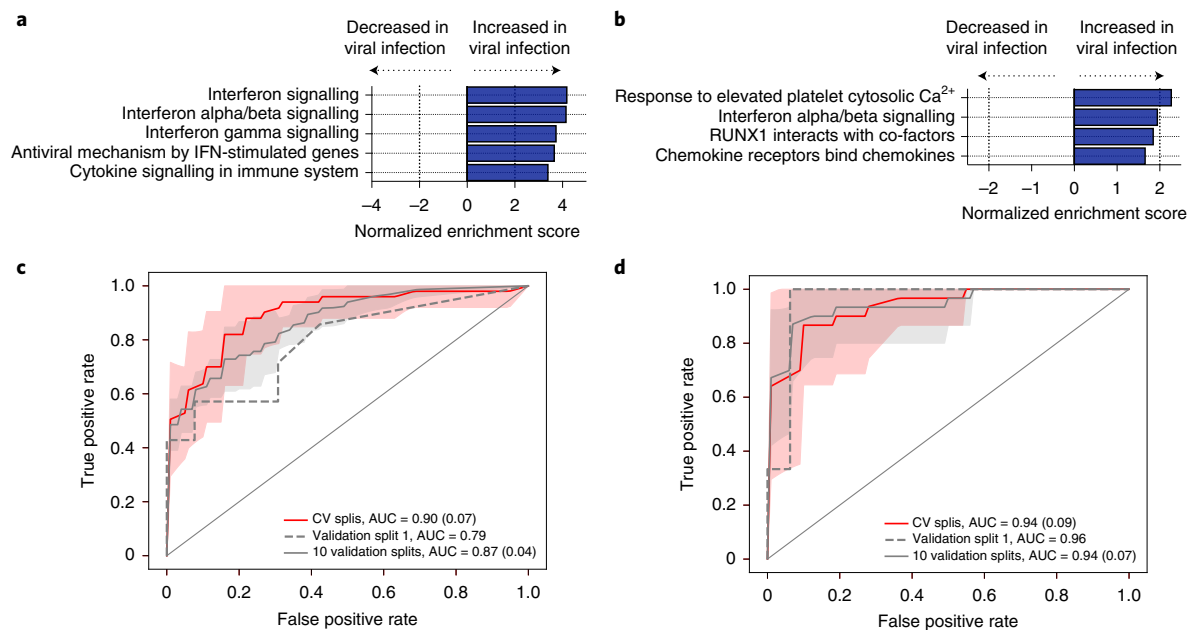 a
Decreased in
viral infection
Increased in
viral infection
Interferon signalling
Interferon alpha/beta signalling
Interferon gamma signalling
Antiviral mechanism by IFN-stimulated genes
Cytokine signalling in immune system
–4 –2 0 2 4
Normalized enrichment score
b
Decreased in
viral infection
Increased in
viral infection
Response to elevated platelet cytosolic Ca²⁺
Interferon alpha/beta signalling
RUNX1 interacts with co-factors
Chemokine receptors bind chemokines
–2 –1 0 1 2
Normalized enrichment score
c
True positive rate
1.0
0.8
0.6
0.4
0.2
0
CV splis, AUC = 0.90 (0.07)
Validation split 1, AUC = 0.79
10 validation splits, AUC = 0.87 (0.04)
0 0.2 0.4 0.6 0.8 1.0
False positive rate
d
True positive rate
1.0
0.8
0.6
0.4
0.2
0
CV splis, AUC = 0.94 (0.09)
Validation split 1, AUC = 0.96
10 validation splits, AUC = 0.94 (0.07)
0 0.2 0.4 0.6 0.8 1.0
False positive rate